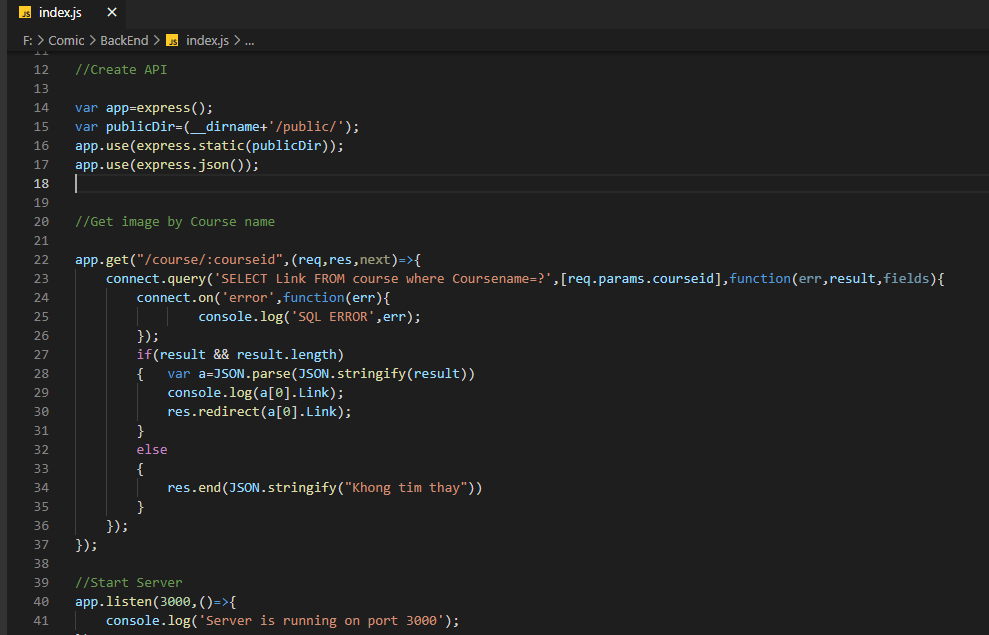 JS index.js ×
F: > Comic > BackEnd > JS index.js > ...
11
12 //Create API
13
14 var app=express();
15 var publicDir=(__dirname+'/public/');
16 app.use(express.static(publicDir));
17 app.use(express.json());
18
19
20 //Get image by Course name
21
22 app.get("/course/:courseid",(req,res,next)=>{
23 connect.query('SELECT Link FROM course where Coursename=?',[req.params.courseid],function(err,result,fields){
24 connect.on('error',function(err){
25 console.log('SQL ERROR',err);
26 });
27 if(result && result.length)
28 { var a=JSON.parse(JSON.stringify(result))
29 console.log(a[0].Link);
30 res.redirect(a[0].Link);
31 }
32 else
33 {
34 res.end(JSON.stringify("Khong tim thay"))
35 }
36 });
37 });
38
39 //Start Server
40 app.listen(3000,()=>{
41 console.log('Server is running on port 3000');